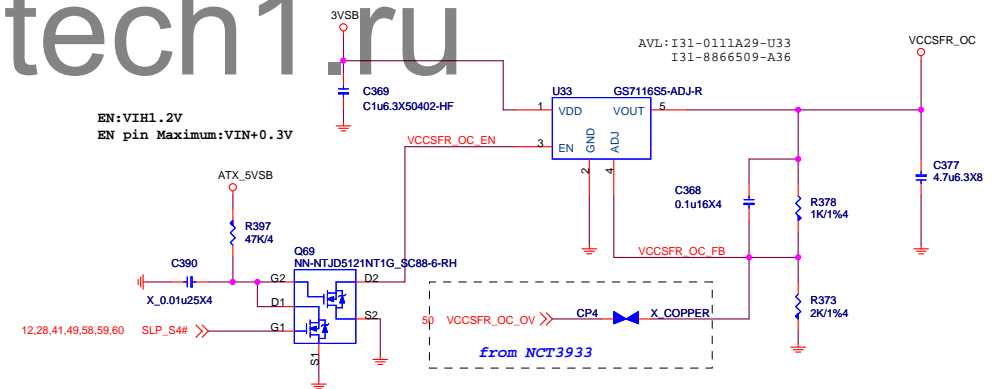 tech1.ru
3VSB
AVL:I31-0111A29-U33
I31-8866509-A36
VCCSFR_OC
C369
C1u6.3X50402-HF
U33
GS7116S5-ADJ-R
1
VDD
VOUT
5
EN:VIH1.2V
EN pin Maximum:VIN+0.3V
VCCSFR_OC_EN
3
EN
GND
ADJ
2
4
C377
4.7u6.3X8
ATX_5VSB
C368
0.1u16X4
R378
1K/1%4
R397
47K/4
Q69
NN-NTJD5121NT1G_SC88-6-RH
VCCSFR_OC_FB
C390
X_0.01u25X4
G2
D2
D1
S2
R373
2K/1%4
12,28,41,49,58,59,60
SLP_S4#
G1
S1
50
VCCSFR_OC_OV
CP4
X_COPPER
from NCT3933